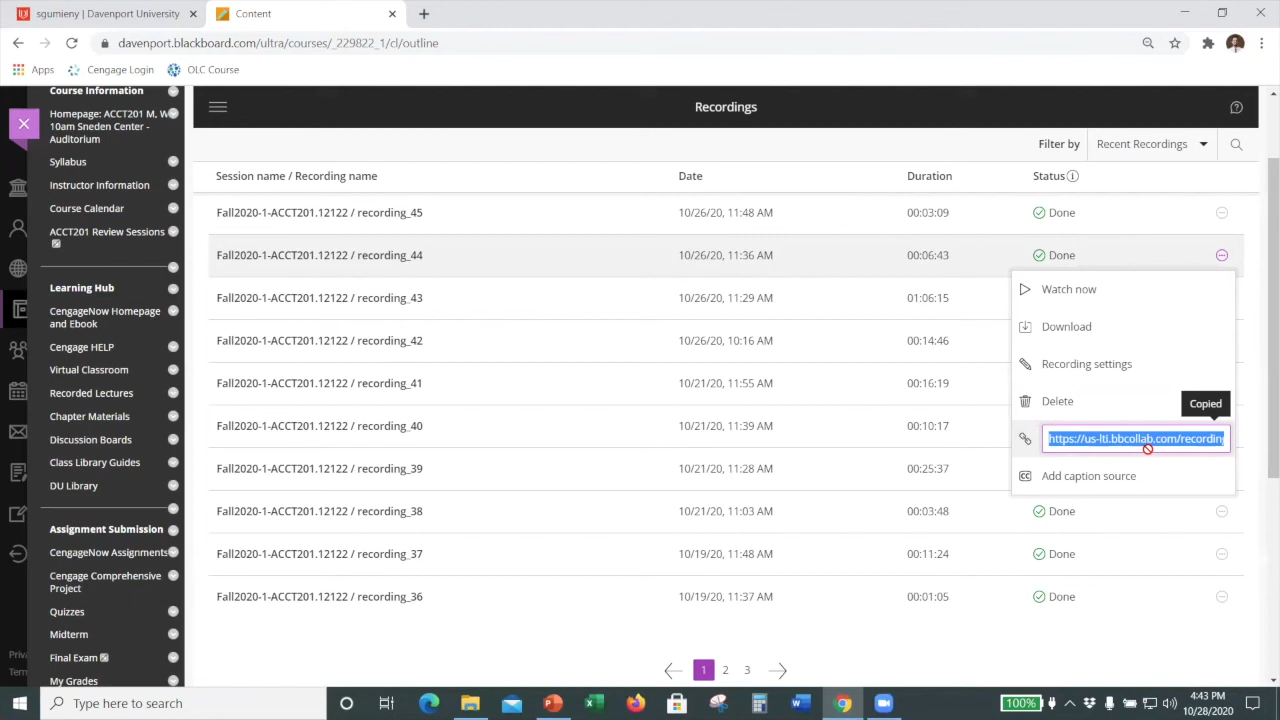 sgumieny | Davenport University
Content
davenport.blackboard.com/ultra/courses/_229822_1/cl/outline
Apps
Cengage Login
OLC Course
Course Information
Homepage: ACCT201 M, W
10am Sneden Center -
Auditorium
Syllabus
Instructor Information
Course Calendar
ACCT201 Review Sessions
Learning Hub
CengageNow Homepage
and Ebook
Cengage HELP
Virtual Classroom
Recorded Lectures
Chapter Materials
Discussion Boards
Class Library Guides
DU Library
Assignment Submission
CengageNow Assignments
Cengage Comprehensive
Project
Quizzes
Midterm
Final Exam
My Grades
Priva
Term
Recordings
Filter by Recent Recordings
Session name / Recording name Date Duration Status
Fall2020-1-ACCT201.12122 / recording_45 10/26/20, 11:48 AM 00:03:09 Done
Fall2020-1-ACCT201.12122 / recording_44 10/26/20, 11:36 AM 00:06:43 Done
Fall2020-1-ACCT201.12122 / recording_43 10/26/20, 11:29 AM 01:06:15
Fall2020-1-ACCT201.12122 / recording_42 10/26/20, 10:16 AM 00:14:46
Fall2020-1-ACCT201.12122 / recording_41 10/21/20, 11:55 AM 00:16:19
Fall2020-1-ACCT201.12122 / recording_40 10/21/20, 11:39 AM 00:10:17
Fall2020-1-ACCT201.12122 / recording_39 10/21/20, 11:28 AM 00:25:37
Fall2020-1-ACCT201.12122 / recording_38 10/21/20, 11:03 AM 00:03:48 Done
Fall2020-1-ACCT201.12122 / recording_37 10/19/20, 11:48 AM 00:11:24 Done
Fall2020-1-ACCT201.12122 / recording_36 10/19/20, 11:37 AM 00:01:05 Done
Watch now
Download
Recording settings
Delete
Copied
https://us-lti.bbcollab.com/recording
Add caption source
1 2 3
Type here to search
100%
4:43 PM
10/28/2020